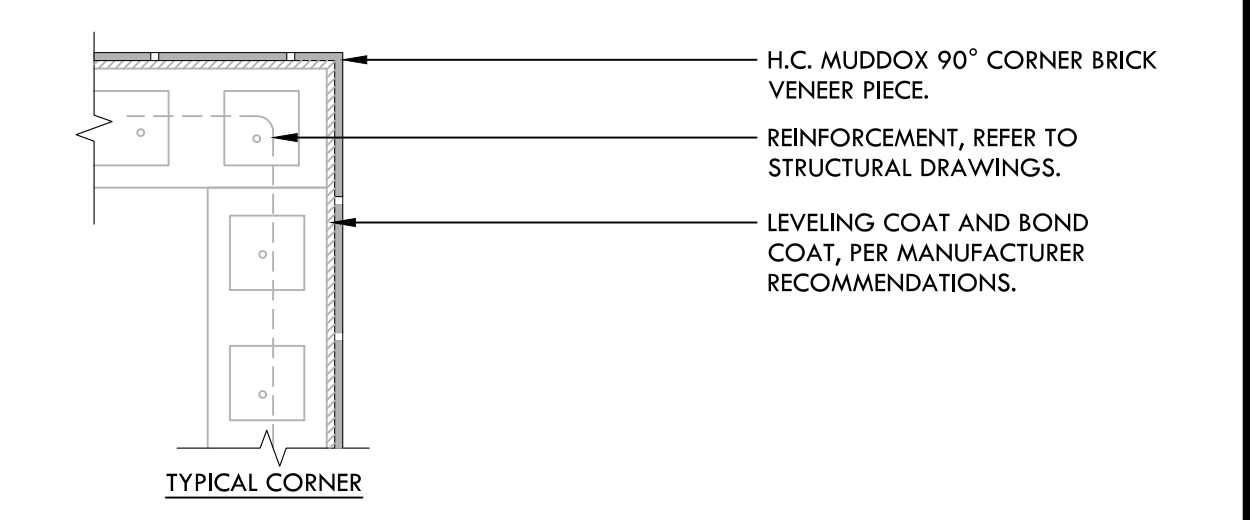 H.C. MUDDOX 90° CORNER BRICK
VENEER PIECE.
REINFORCEMENT, REFER TO
STRUCTURAL DRAWINGS.
LEVELING COAT AND BOND
COAT, PER MANUFACTURER
RECOMMENDATIONS.
TYPICAL CORNER